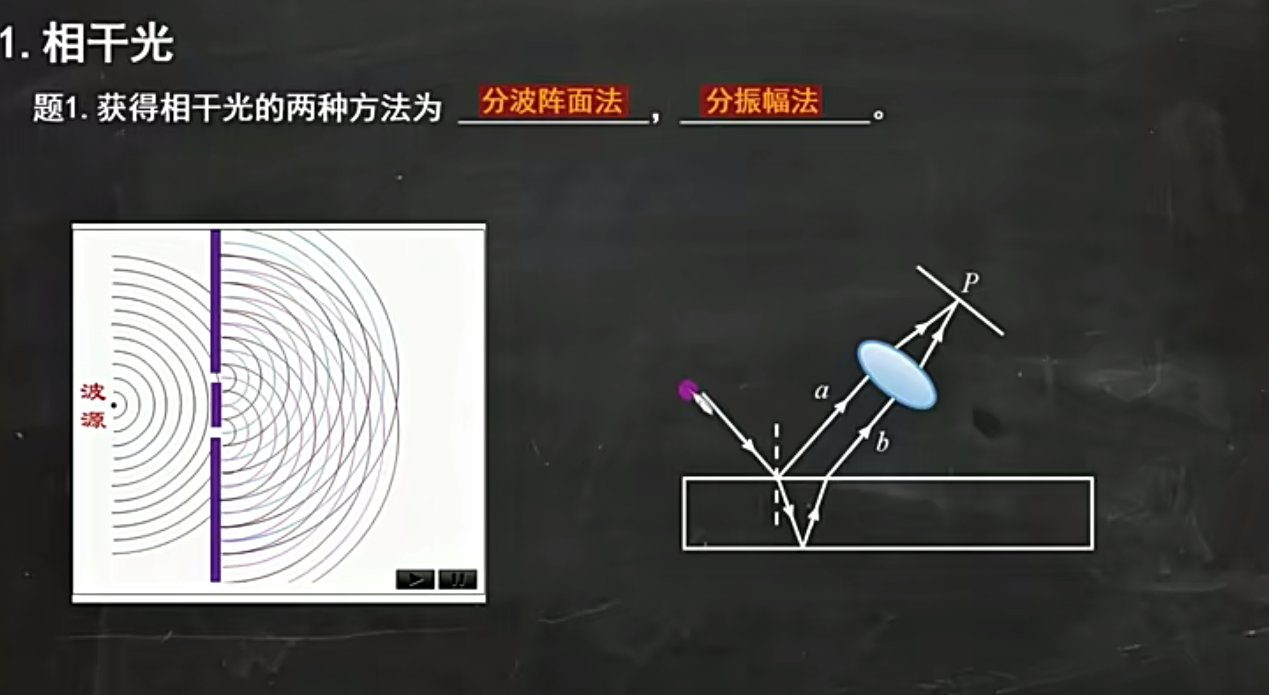 1. 相干光
题1. 获得相干光的两种方法为 分波阵面法 , 分振幅法 。
波
源
P
a
b